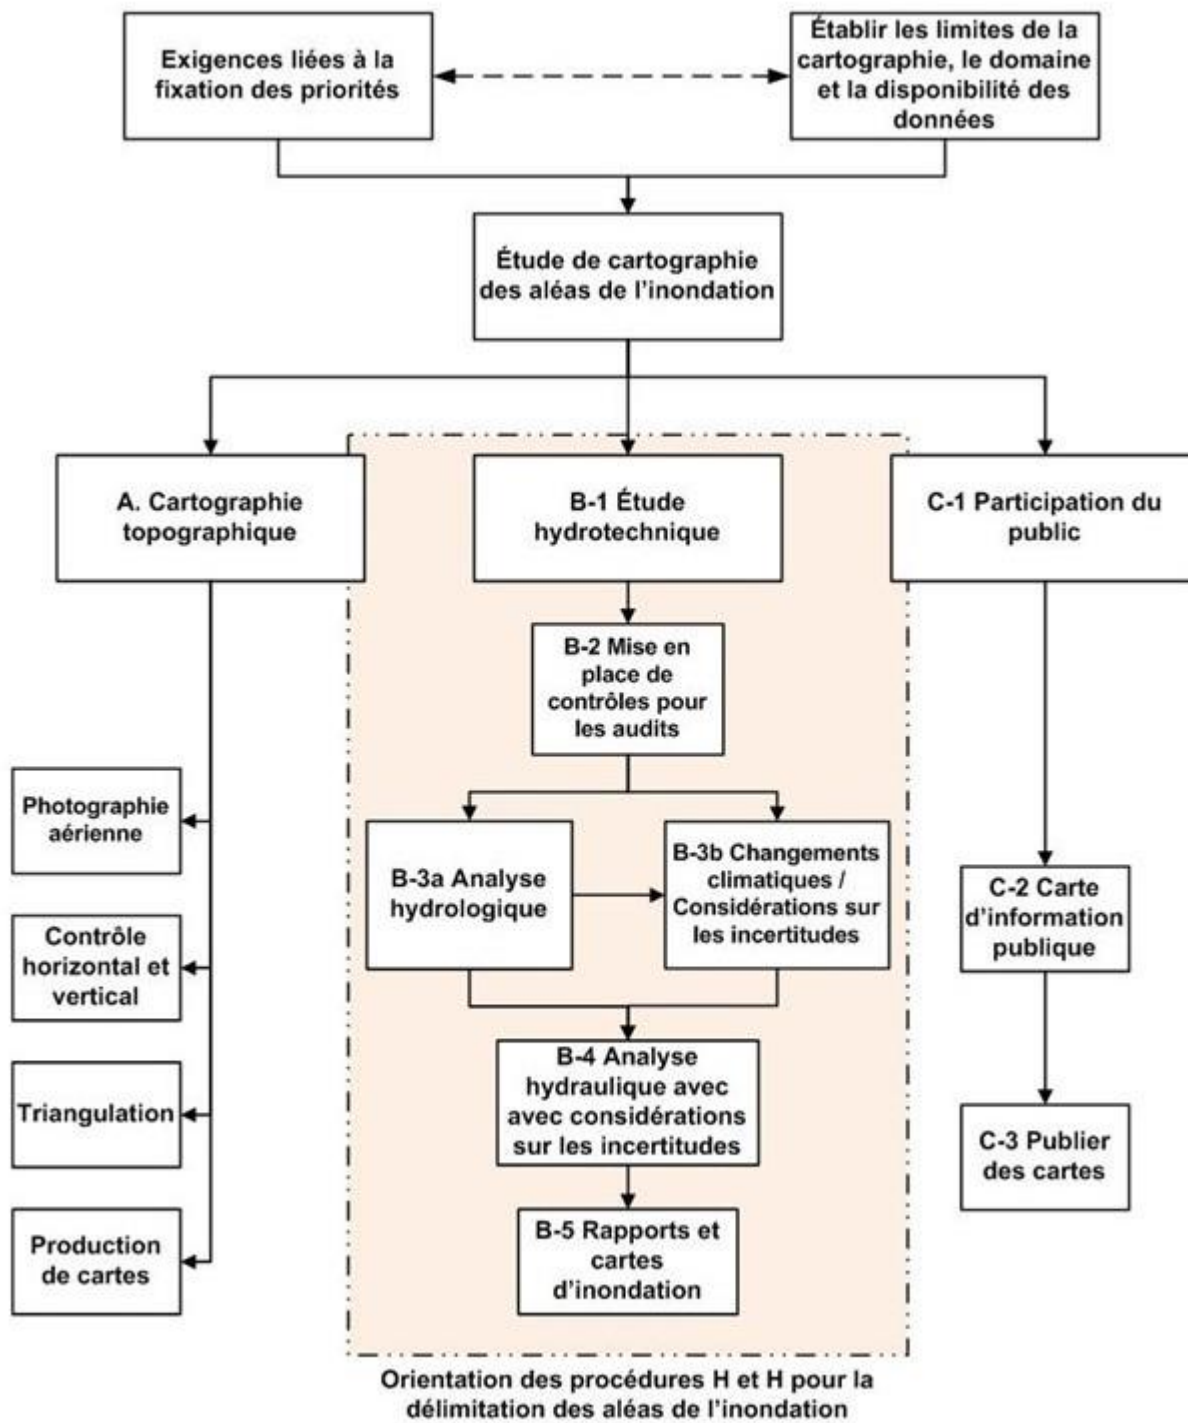 Exigences liées à la
fixation des priorités
Établir les limites de la
cartographie, le domaine
et la disponibilité des
données
Étude de cartographie
des aléas de l'inondation
A. Cartographie
topographique
B-1 Étude
hydrotechnique
C-1 Participation du
public
B-2 Mise en
place de
contrôles pour
les audits
Photographie
aérienne
Contrôle
horizontal et
vertical
Triangulation
Production
de cartes
B-3a Analyse
hydrologique
B-3b Changements
climatiques /
Considérations sur
les incertitudes
B-4 Analyse
hydraulique avec
avec considérations
sur les incertitudes
B-5 Rapports et
cartes
d'inondation
C-2 Carte
d'information
publique
C-3 Publier
des cartes
Orientation des procédures H et H pour la
délimitation des aléas de l'inondation